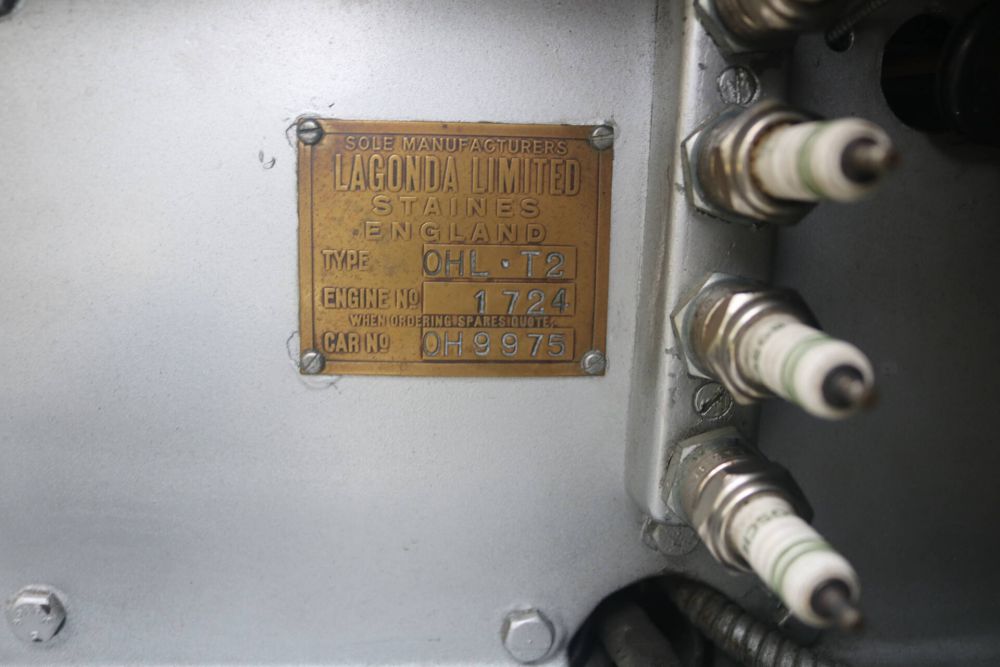 SOLE MANUFACTURERS
LAGONDA LIMITED
STAINES
ENGLAND
TYPE OHL·T2
ENGINE No 1724
WHEN ORDERING SPARES QUOTE.
CAR No OH9975